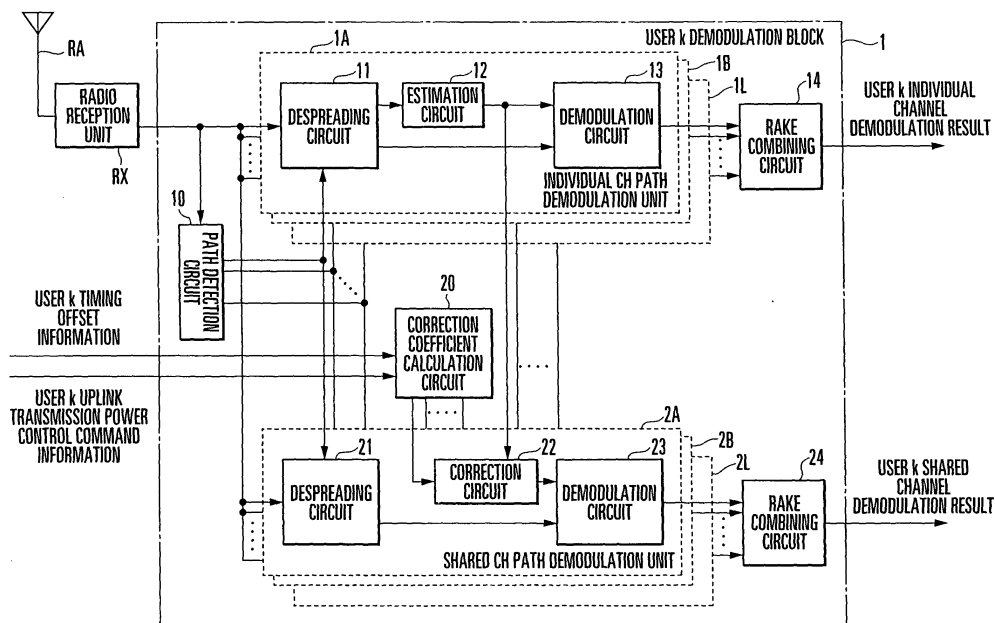 USER k DEMODULATION BLOCK
1
RA
1A
1B
1L
11
12
13
14
RADIO
RECEPTION
UNIT
RX
DESPREADING
CIRCUIT
ESTIMATION
CIRCUIT
DEMODULATION
CIRCUIT
RAKE
COMBINING
CIRCUIT
USER k INDIVIDUAL
CHANNEL
DEMODULATION RESULT
INDIVIDUAL CH PATH
DEMODULATION UNIT
10
PATH DETECTION
CIRCUIT
USER k TIMING
OFFSET
INFORMATION
20
CORRECTION
COEFFICIENT
CALCULATION
CIRCUIT
USER k UPLINK
TRANSMISSION POWER
CONTROL COMMAND
INFORMATION
2A
2B
2L
21
22
23
24
DESPREADING
CIRCUIT
CORRECTION
CIRCUIT
DEMODULATION
CIRCUIT
RAKE
COMBINING
CIRCUIT
USER k SHARED
CHANNEL
DEMODULATION RESULT
SHARED CH PATH DEMODULATION UNIT